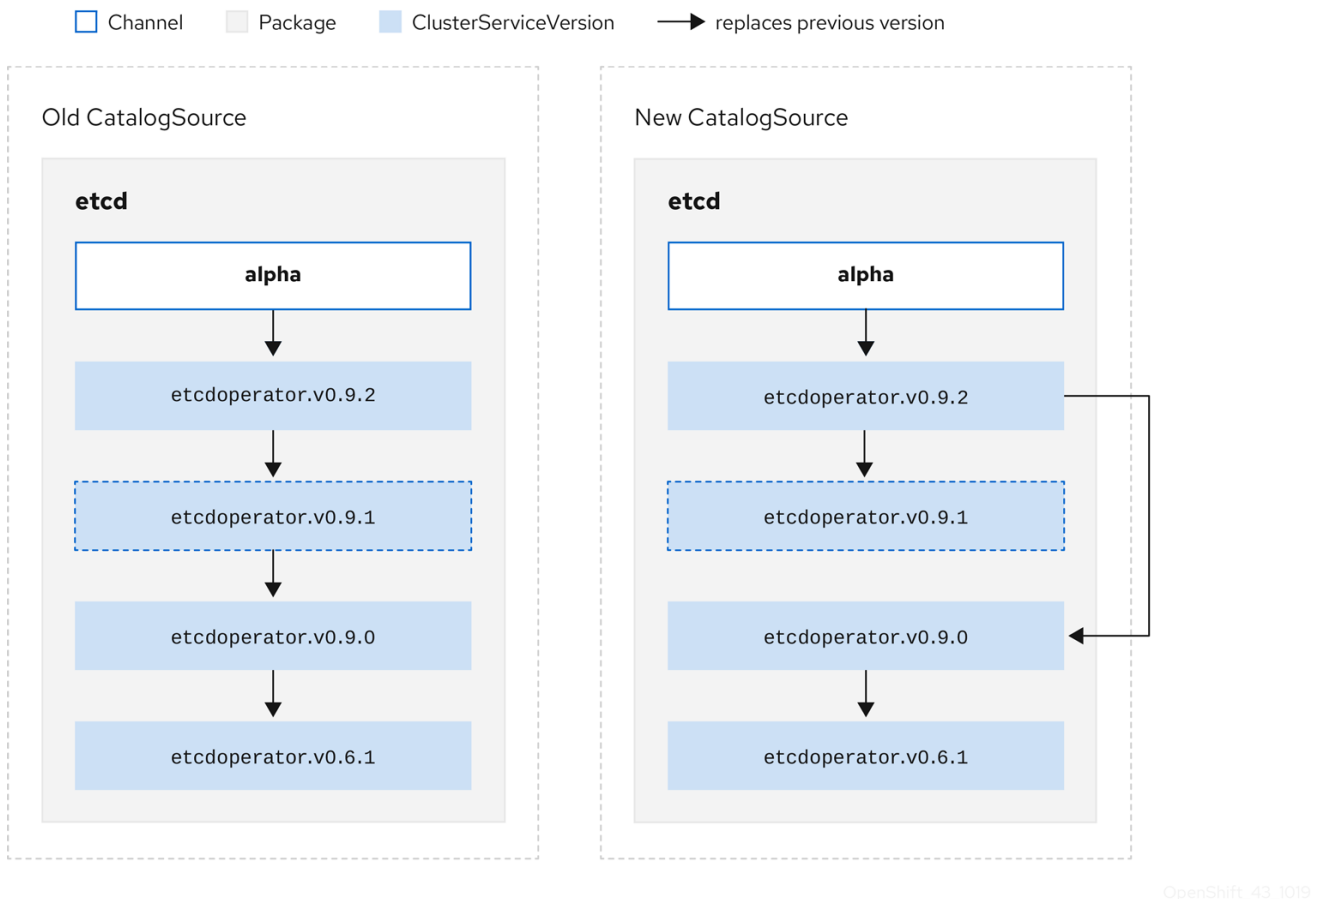 Channel Package ClusterServiceVersion replaces previous version
Old CatalogSource
etcd
alpha
etcdoperator.v0.9.2
etcdoperator.v0.9.1
etcdoperator.v0.9.0
etcdoperator.v0.6.1
New CatalogSource
etcd
alpha
etcdoperator.v0.9.2
etcdoperator.v0.9.1
etcdoperator.v0.9.0
etcdoperator.v0.6.1
OpenShift_43_1019